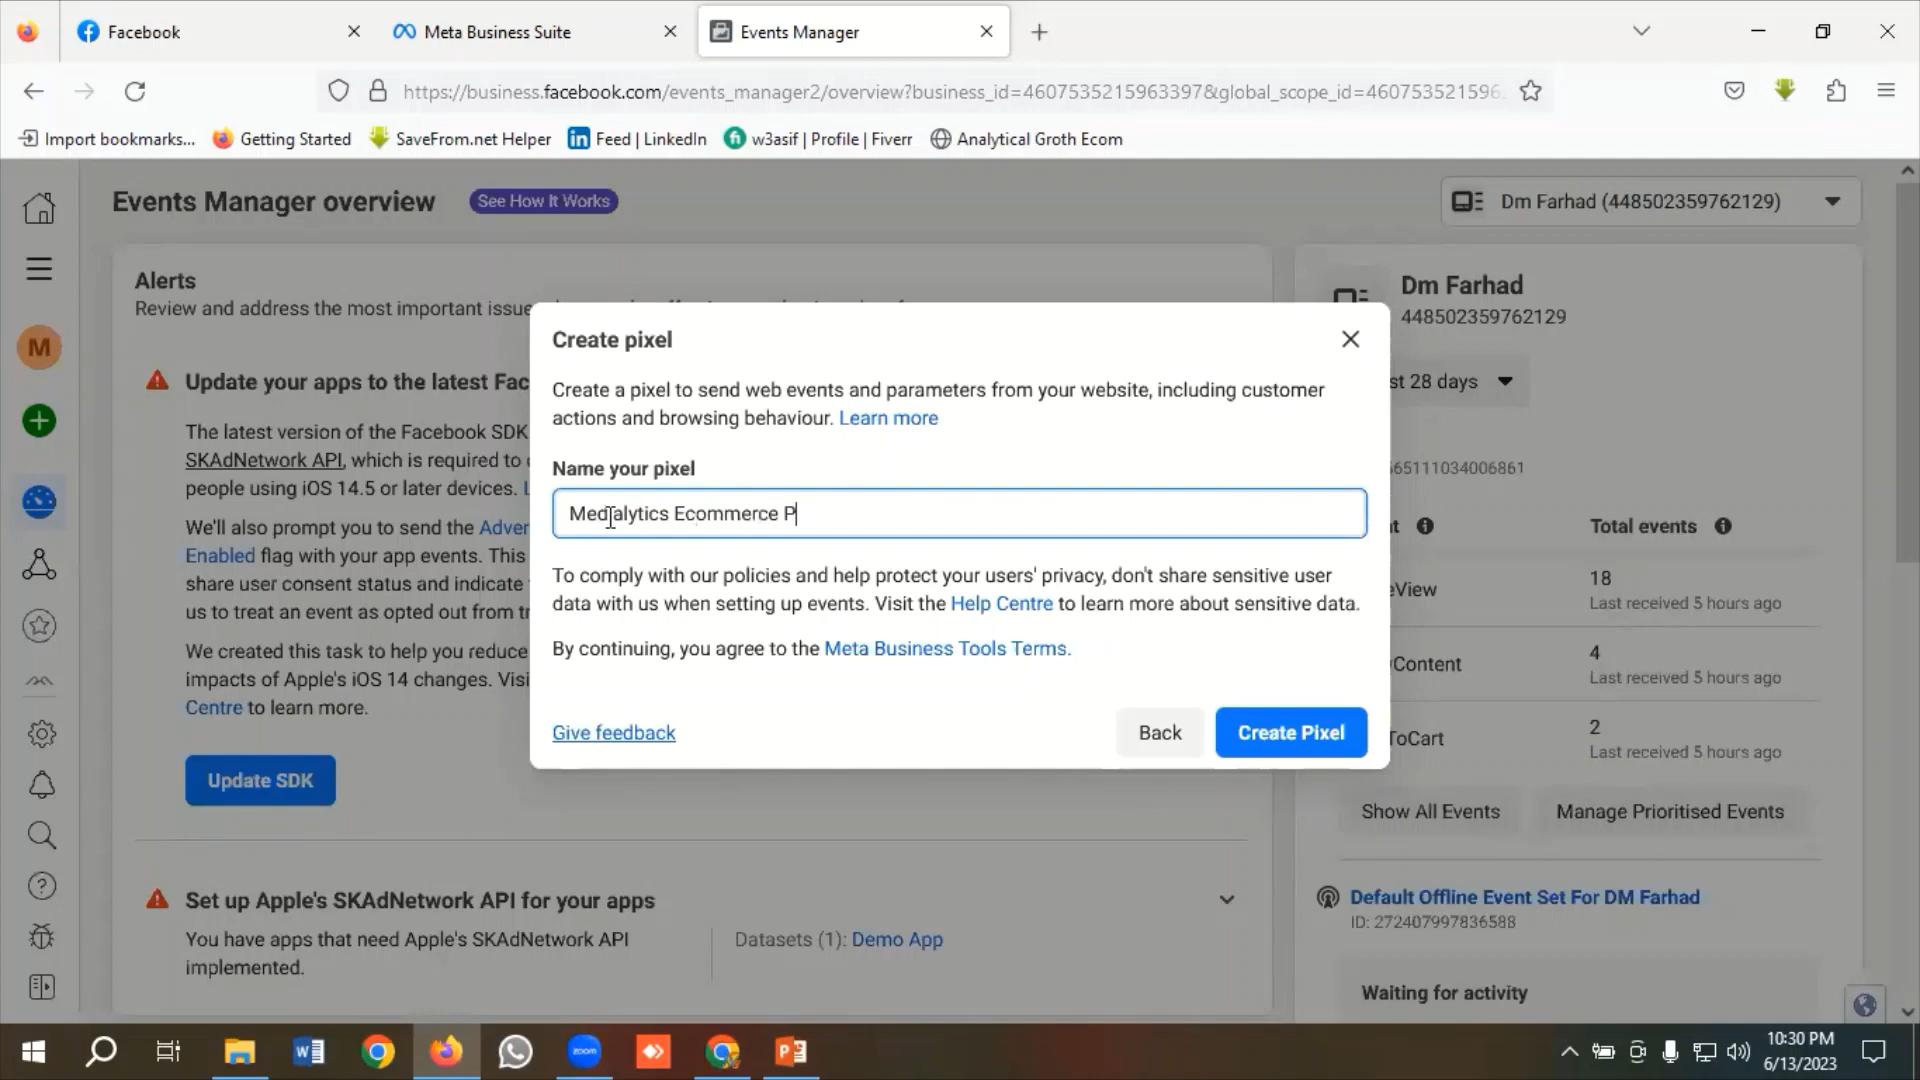 Facebook
Meta Business Suite
Events Manager
https://business.facebook.com/events_manager2/overview?business_id=4607535215963397&global_scope_id=460753521596
Import bookmarks...
Getting Started
SaveFrom.net Helper
Feed | LinkedIn
w3asif | Profile | Fiverr
Analytical Groth Ecom
Events Manager overview
See How It Works
Dm Farhad (448502359762129)
M
Alerts
Review and address the most important issue
Update your apps to the latest Fac
The latest version of the Facebook SDK
SKAdNetwork API, which is required to
people using iOS 14.5 or later devices.
We'll also prompt you to send the Adver
Enabled flag with your app events. This
share user consent status and indicate
us to treat an event as opted out from
We created this task to help you reduce
impacts of Apple's iOS 14 changes. Visi
Centre to learn more.
Update SDK
Set up Apple's SKAdNetwork API for your apps
You have apps that need Apple's SKAdNetwork API
implemented.
Datasets (1): Demo App
Create pixel
Create a pixel to send web events and parameters from your website, including customer
actions and browsing behaviour. Learn more
Name your pixel
Medialytics Ecommerce P
To comply with our policies and help protect your users' privacy, don't share sensitive user
data with us when setting up events. Visit the Help Centre to learn more about sensitive data.
By continuing, you agree to the Meta Business Tools Terms.
Give feedback
Back
Create Pixel
Dm Farhad
448502359762129
st 28 days
65111034006861
t
Total events
eView
18
Last received 5 hours ago
Content
4
Last received 5 hours ago
ToCart
2
Last received 5 hours ago
Show All Events
Manage Prioritised Events
Default Offline Event Set For DM Farhad
ID: 272407997836588
Waiting for activity
zoom
10:30 PM
6/13/2023